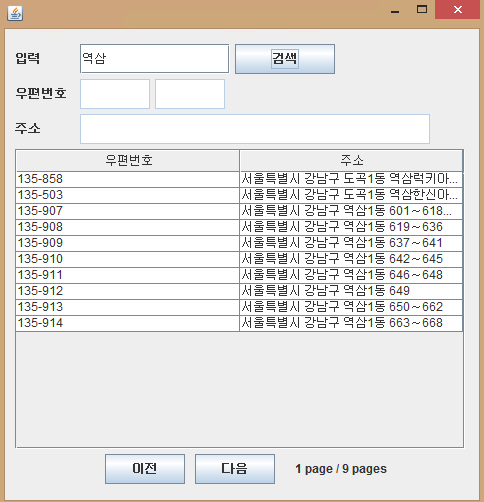 입력 역삼 검색
우편번호
주소
우편번호 주소
135-858 서울특별시 강남구 도곡1동 역삼럭키아...
135-503 서울특별시 강남구 도곡1동 역삼한신아...
135-907 서울특별시 강남구 역삼1동 601~618...
135-908 서울특별시 강남구 역삼1동 619~636
135-909 서울특별시 강남구 역삼1동 637~641
135-910 서울특별시 강남구 역삼1동 642~645
135-911 서울특별시 강남구 역삼1동 646~648
135-912 서울특별시 강남구 역삼1동 649
135-913 서울특별시 강남구 역삼1동 650~662
135-914 서울특별시 강남구 역삼1동 663~668
이전 다음 1 page / 9 pages